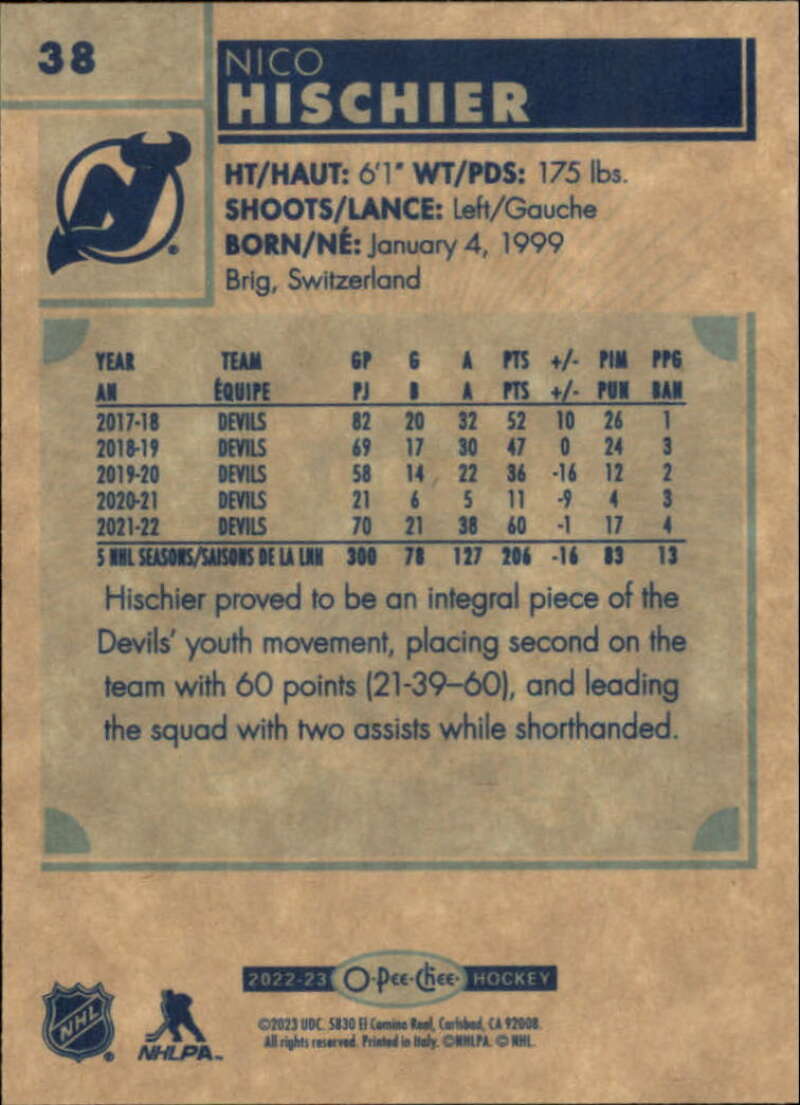 38
NICO
HISCHIER
HT/HAUT: 6'1" WT/PDS: 175 lbs.
SHOOTS/LANCE: Left/Gauche
BORN/NÉ: January 4, 1999
Brig, Switzerland
YEAR TEAM GP G A PTS +/- PIM PPG
AN ÉQUIPE PJ B A PTS +/- PUN BAN
2017-18 DEVILS 82 20 32 52 10 26 1
2018-19 DEVILS 69 17 30 47 0 24 3
2019-20 DEVILS 58 14 22 36 -16 12 2
2020-21 DEVILS 21 6 5 11 -9 4 3
2021-22 DEVILS 70 21 38 60 -1 17 4
5 NHL SEASONS/SAISONS DE LA LNH 300 78 127 206 -16 83 13
Hischier proved to be an integral piece of the
Devils' youth movement, placing second on the
team with 60 points (21-39–60), and leading
the squad with two assists while shorthanded.
2022-23 O-Pee-Chee HOCKEY
NHL
NHLPA™
©2023 UDC. 5830 El Camino Real, Carlsbad, CA 92008.
All rights reserved. Printed in Italy. ©NHLPA. © NHL.